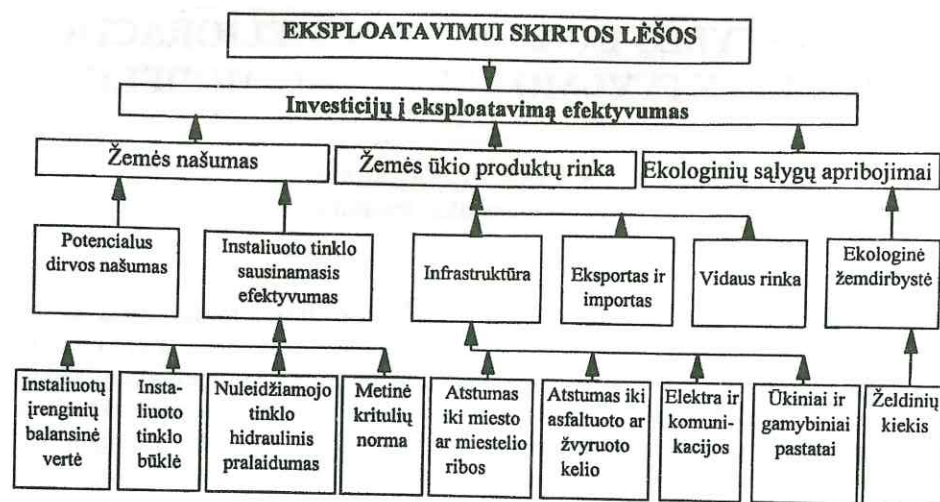 EKSPLOATAVIMUI SKIRTOS LĖŠOS
Investicijų į eksploatavimą efektyvumas
Žemės našumas
Žemės ūkio produktų rinka
Ekologinių sąlygų apribojimai
Potencialus
dirvos našumas
Instaliuoto tinklo
sausinamasis
efektyvumas
Infrastruktūra
Eksportas ir
importas
Vidaus rinka
Ekologinė
žemdirbystė
Instaliuotų
įrenginių
balansinė
vertė
Insta-
liuoto
tinklo
būklė
Nuleidžiamojo
tinklo
hidraulinis
pralaidumas
Metinė
kritulių
norma
Atstumas
iki miesto
ar miestelio
ribos
Atstumas iki
asfaltuoto ar
žvyruoto
kelio
Elektra ir
komuni-
kacijos
Ūkiniai ir
gamybiniai
pastatai
Želdinių
kiekis